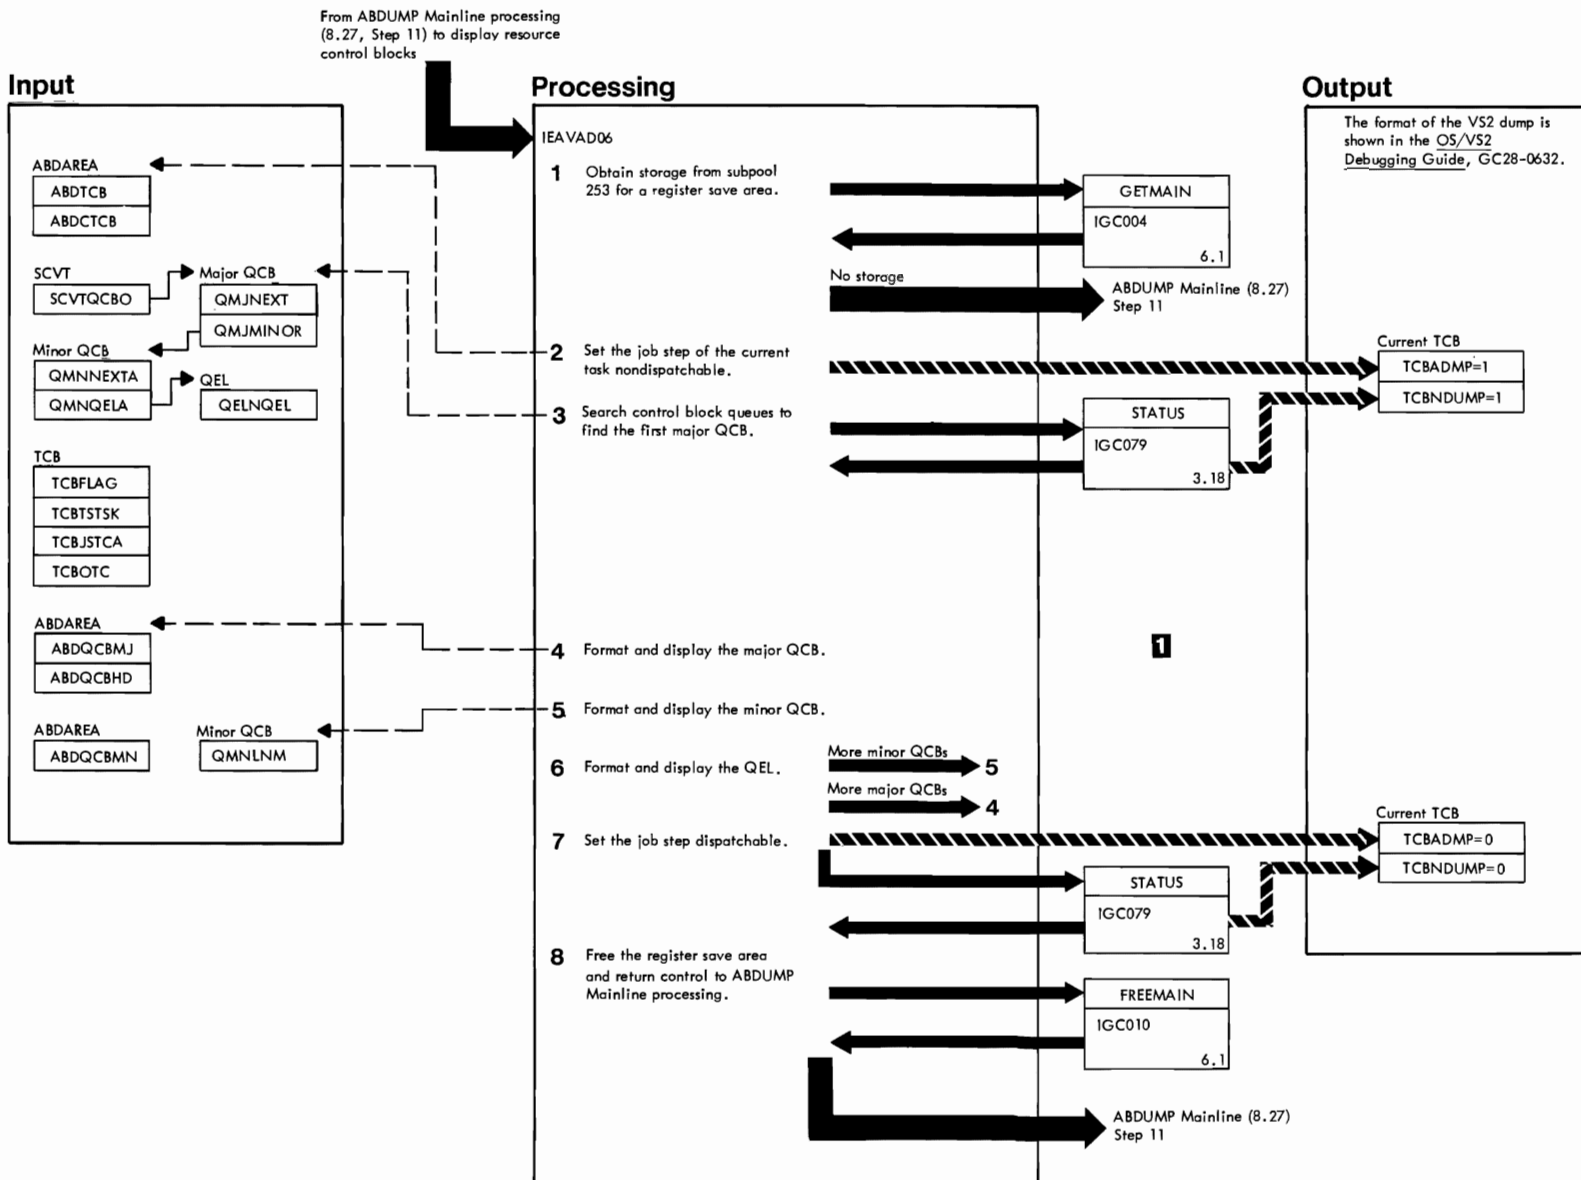 From ABDUMP Mainline processing
(8.27, Step 11) to display resource
control blocks
Input
ABDAREA
ABDTCB
ABDCTCB
SCVT
SCVTQCBO
Major QCB
QMJNEXT
QMJMINOR
Minor QCB
QMNNEXTA
QMNQELA
QEL
QELNQEL
TCB
TCBFLAG
TCBTSTSK
TCBJSTCA
TCBOTC
ABDAREA
ABDQCBMJ
ABDQCBHD
ABDAREA
ABDQCBMN
Minor QCB
QMNLNM
Processing
IEAVAD06
1 Obtain storage from subpool
253 for a register save area.
GETMAIN
IGC004
6.1
No storage
ABDUMP Mainline (8.27)
Step 11
2 Set the job step of the current
task nondispatchable.
3 Search control block queues to
find the first major QCB.
STATUS
IGC079
3.18
4 Format and display the major QCB.
1
5. Format and display the minor QCB.
6 Format and display the QEL.
More minor QCBs
5
More major QCBs
4
7 Set the job step dispatchable.
STATUS
IGC079
3.18
8 Free the register save area
and return control to ABDUMP
Mainline processing.
FREEMAIN
IGC010
6.1
ABDUMP Mainline (8.27)
Step 11
Output
The format of the VS2 dump is
shown in the OS/VS2
Debugging Guide, GC28-0632.
Current TCB
TCBADMP=1
TCBNDUMP=1
Current TCB
TCBADMP=0
TCBNDUMP=0